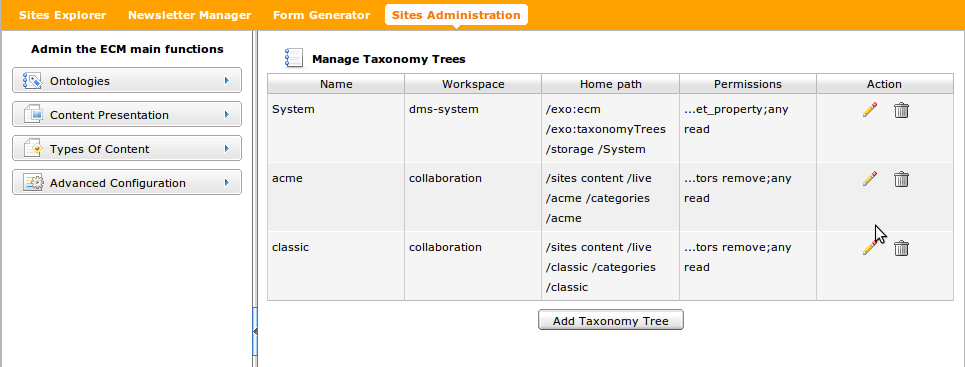 Sites Explorer Newsletter Manager Form Generator Sites Administration
Admin the ECM main functions
Ontologies
Content Presentation
Types Of Content
Advanced Configuration
Manage Taxonomy Trees
Name Workspace Home path Permissions Action
System dms-system /exo:ecm ...et_property;any
/exo:taxonomyTrees read
/storage /System
acme collaboration /sites content /live ...tors remove;any
/acme /categories read
/acme
classic collaboration /sites content /live ...tors remove;any
/classic /categories read
/classic
Add Taxonomy Tree